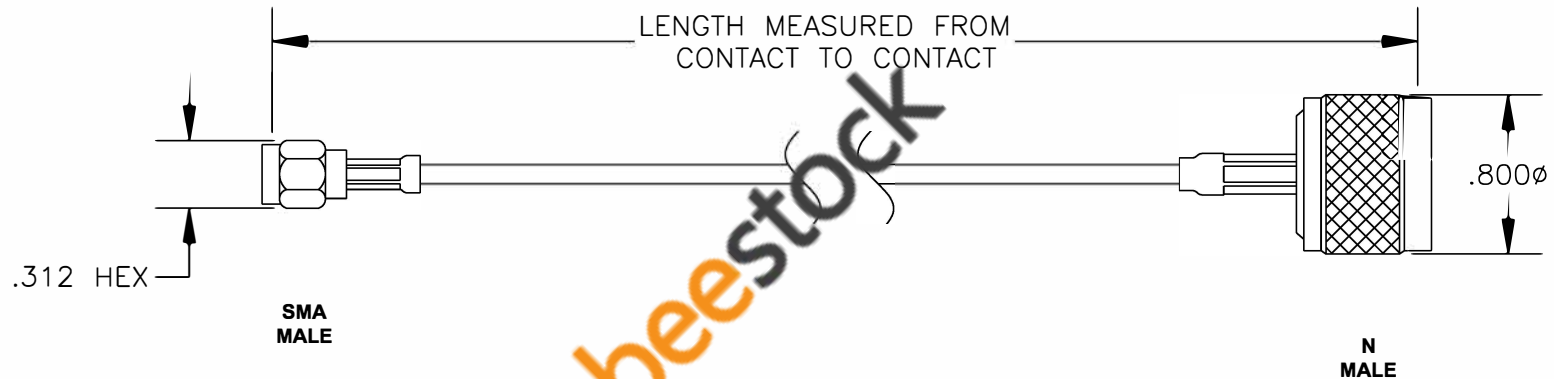 LENGTH MEASURED FROM
CONTACT TO CONTACT
.312 HEX
.800ø
SMA
MALE
N
MALE
beestock